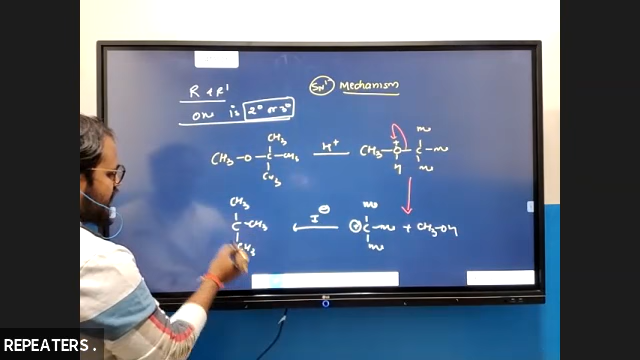 SN1 Mechanism
R & R'
one is 2° or 3°
CH3
CH3 — O — C — CH3
CH3
H+
Me
CH3 — O — C — Me
H Me
CH3
C — CH3
CH3
I⊖
Me
⊕ C — Me + CH3-OH
Me
REPEATERS .